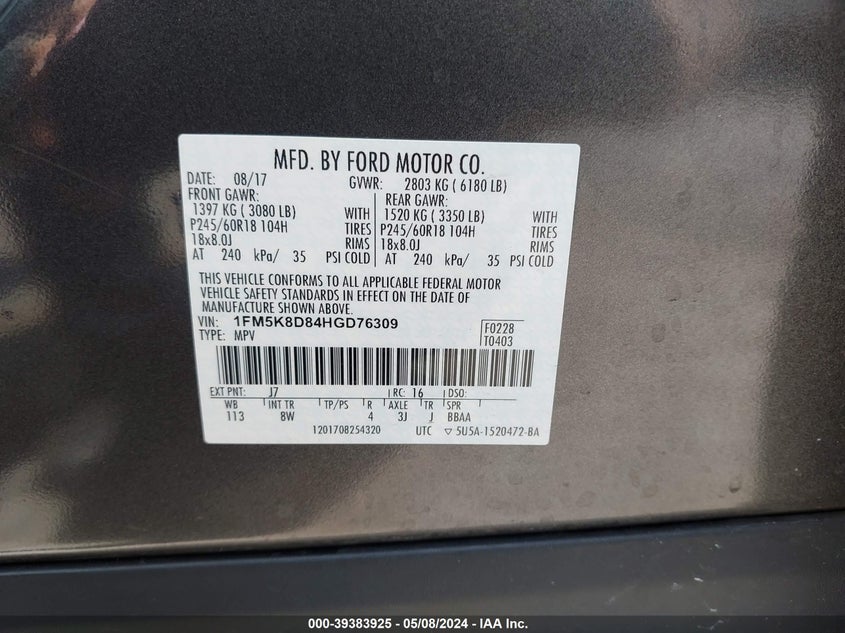 MFD. BY FORD MOTOR CO.
DATE: 08/17 GVWR: 2803 KG ( 6180 LB)
FRONT GAWR: REAR GAWR:
1397 KG ( 3080 LB) WITH 1520 KG ( 3350 LB) WITH
P245/60R18 104H TIRES P245/60R18 104H TIRES
18x8.0J RIMS 18x8.0J RIMS
AT 240 kPa/ 35 PSI COLD AT 240 kPa/ 35 PSI COLD
THIS VEHICLE CONFORMS TO ALL APPLICABLE FEDERAL MOTOR
VEHICLE SAFETY STANDARDS IN EFFECT ON THE DATE OF
MANUFACTURE SHOWN ABOVE.
VIN: 1FM5K8D84HGD76309 F0228
TYPE: MPV T0403
EXT PNT: J7 RC: 16 DSO:
WB INT TR TP/PS R AXLE TR SPR
113 8W 4 3J J BBAA
1201708254320 UTC ▽ 5U5A-1520472-BA
000-39383925 - 05/08/2024 - IAA Inc.